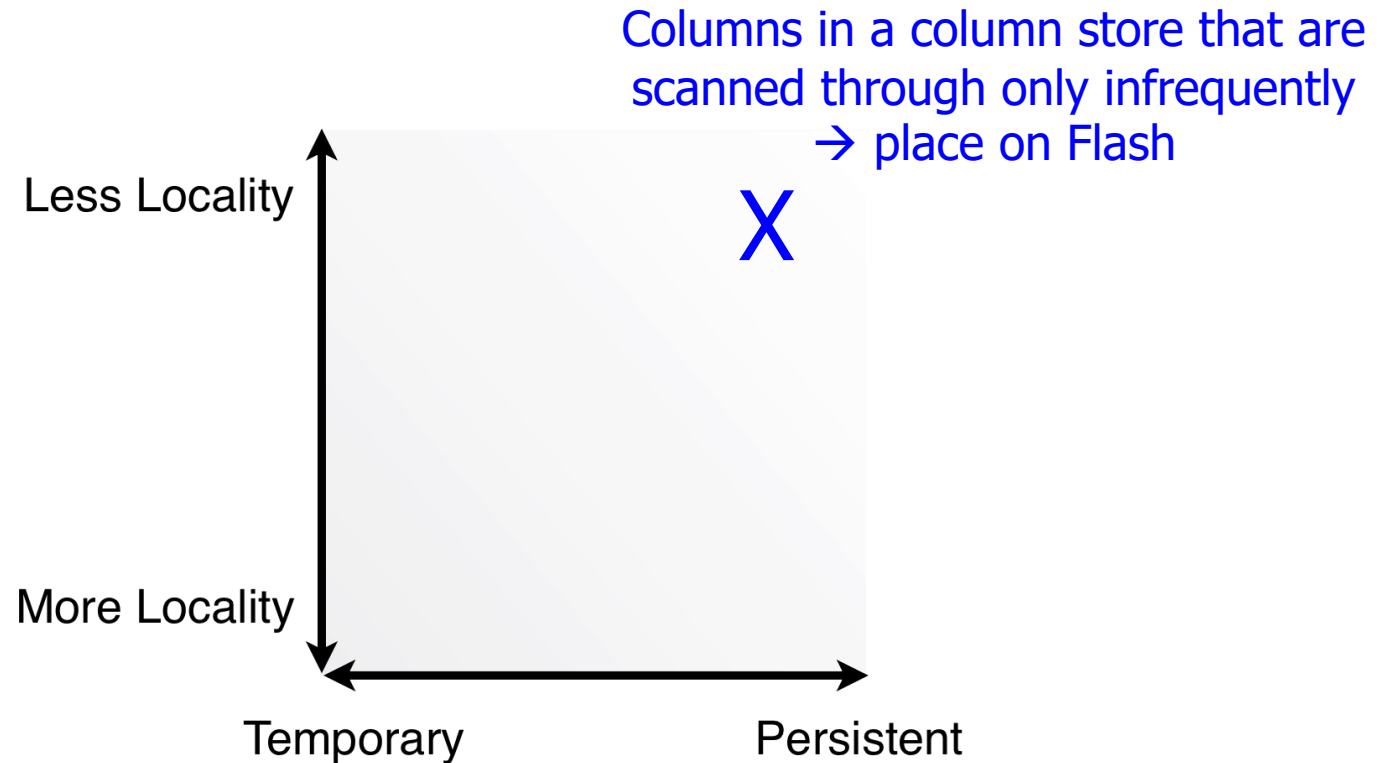 Columns in a column store that are
scanned through only infrequently
→ place on Flash
Less Locality
X
More Locality
Temporary
Persistent